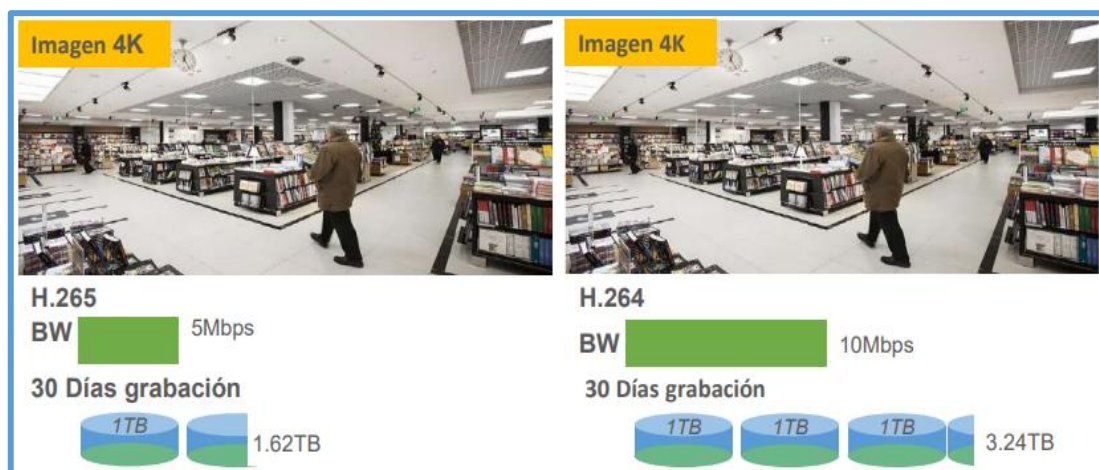 Imagen 4K
H.265
BW
5Mbps
30 Días grabación
1TB
1.62TB
Imagen 4K
H.264
BW
10Mbps
30 Días grabación
1TB
1TB
1TB
3.24TB